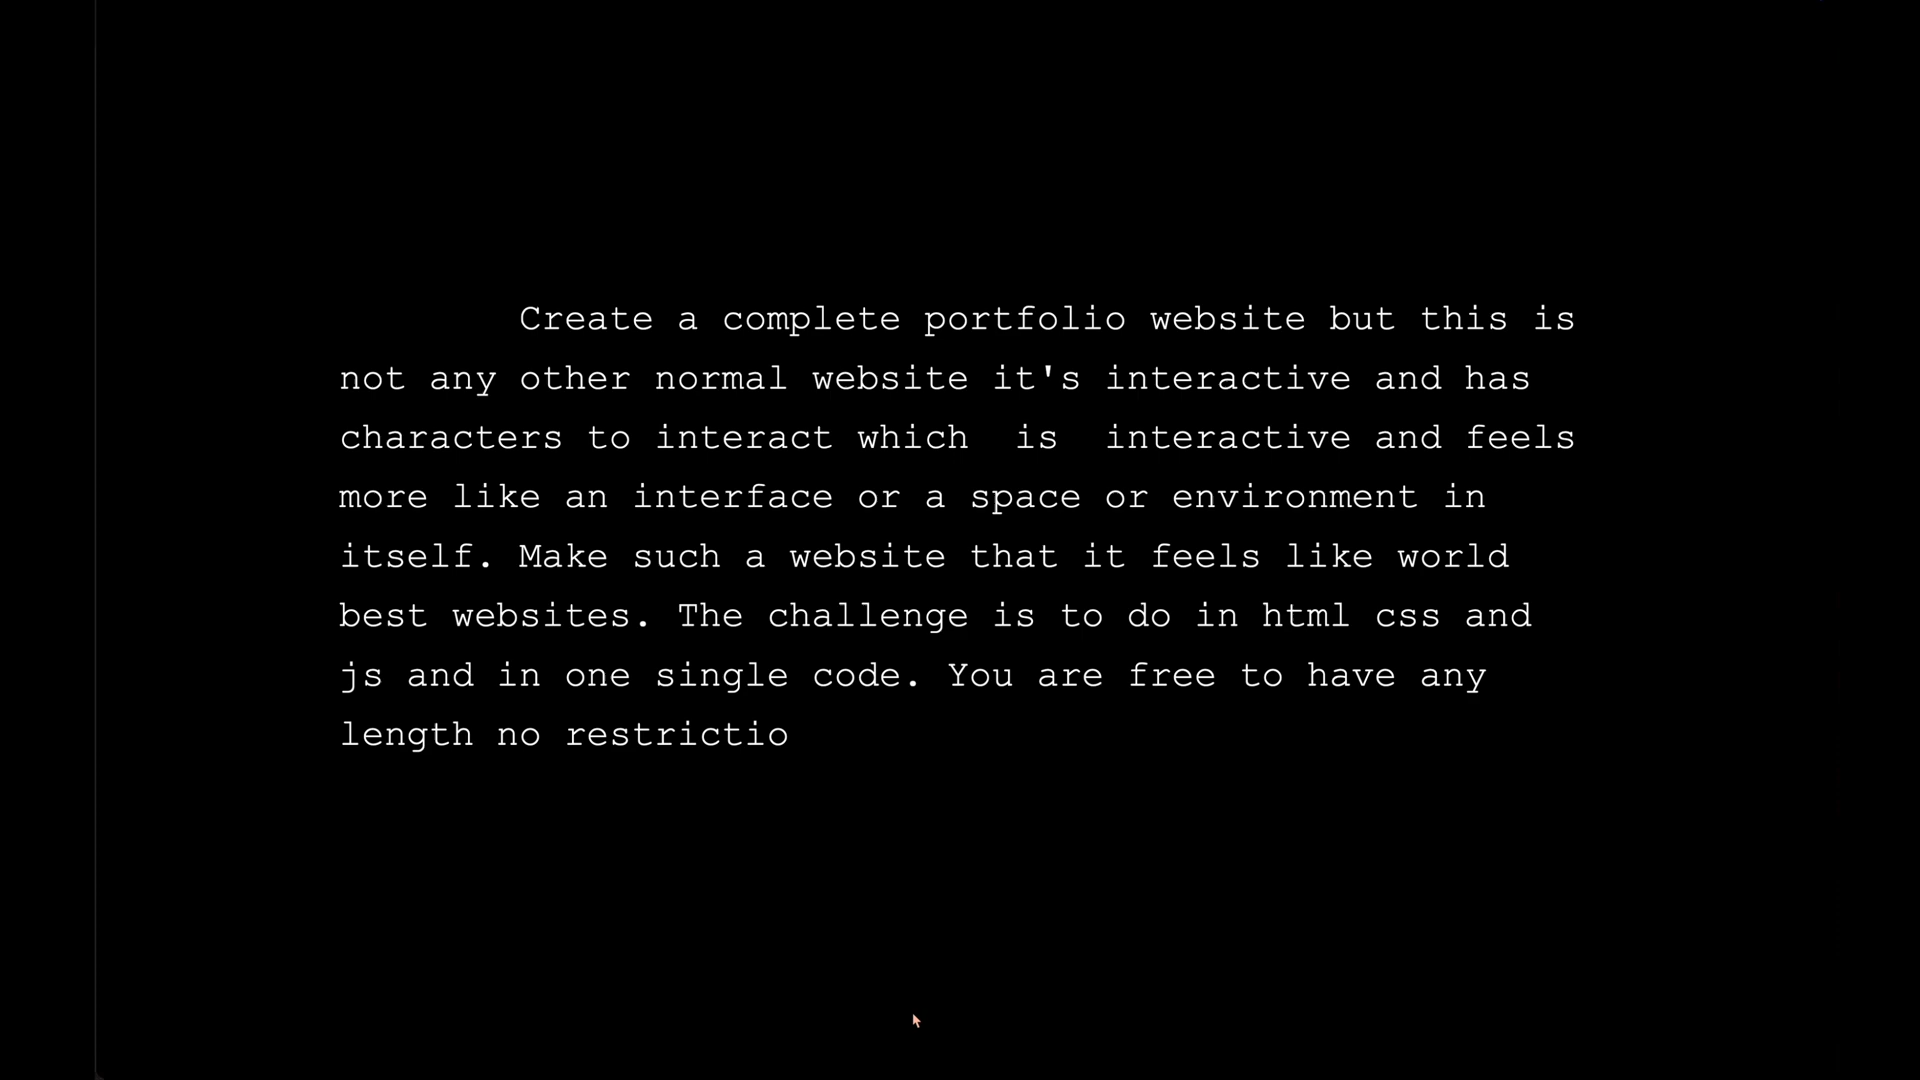 Create a complete portfolio website but this is
not any other normal website it's interactive and has
characters to interact which  is  interactive and feels
more like an interface or a space or environment in
itself. Make such a website that it feels like world
best websites. The challenge is to do in html css and
js and in one single code. You are free to have any
length no restrictio